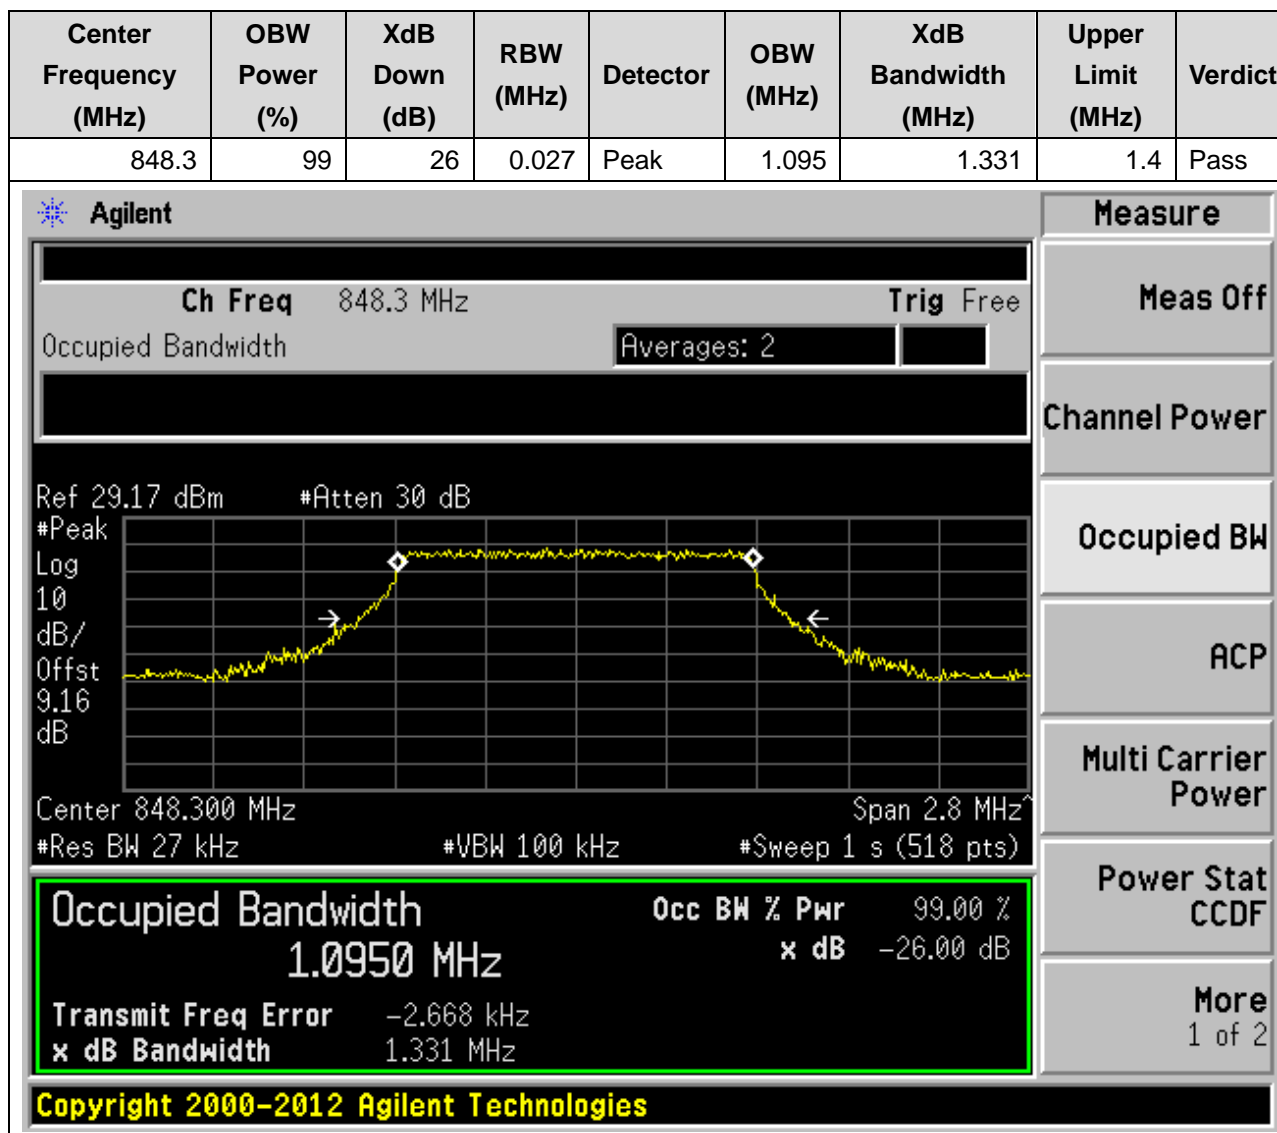 Center Frequency (MHz) OBW Power (%) XdB Down (dB) RBW (MHz) Detector OBW (MHz) XdB Bandwidth (MHz) Upper Limit (MHz) Verdict
848.3 99 26 0.027 Peak 1.095 1.331 1.4 Pass
Agilent
Measure
Ch Freq 848.3 MHz Trig Free
Meas Off
Occupied Bandwidth Averages: 2
Channel Power
Ref 29.17 dBm #Atten 30 dB
#Peak
Log
10
dB/
Offst
9.16
dB
Occupied BW
ACP
Multi Carrier
Power
Center 848.300 MHz Span 2.8 MHz^
#Res BW 27 kHz #VBW 100 kHz #Sweep 1 s (518 pts)
Power Stat
CCDF
Occupied Bandwidth Occ BW % Pwr 99.00 %
1.0950 MHz x dB -26.00 dB
Transmit Freq Error -2.668 kHz
x dB Bandwidth 1.331 MHz
More
1 of 2
Copyright 2000-2012 Agilent Technologies